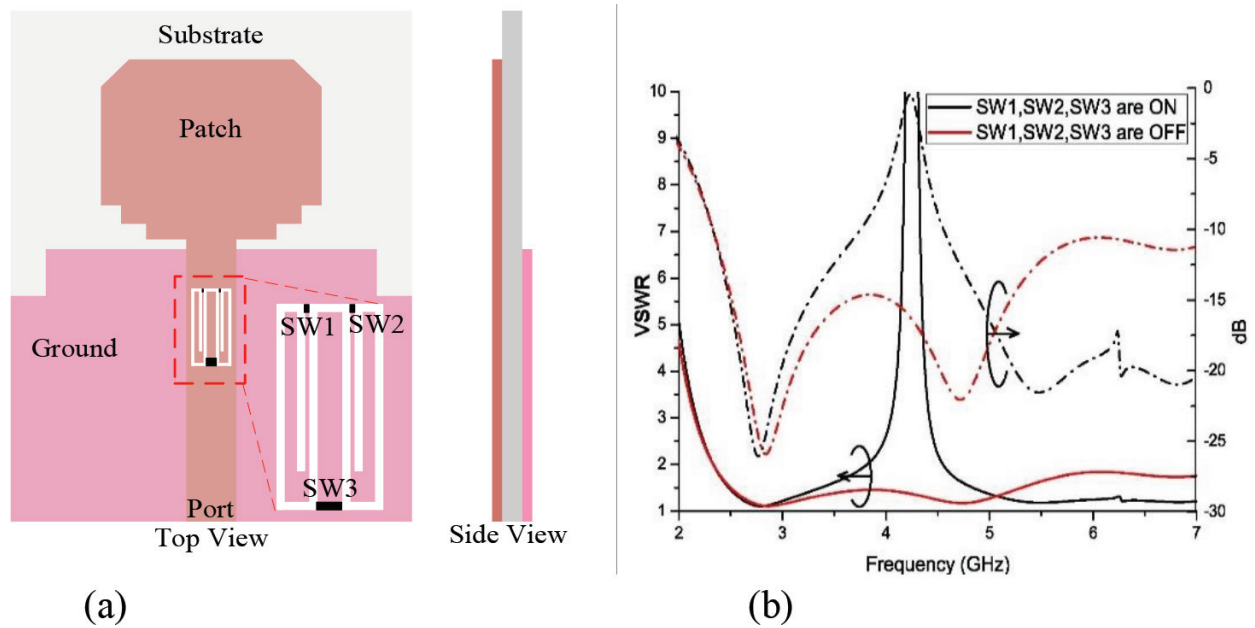 Substrate
Patch
Ground
SW1
SW2
SW3
Port
Top View
Side View
(a)
SW1,SW2,SW3 are ON
SW1,SW2,SW3 are OFF
VSWR
10
9
8
7
6
5
4
3
2
1
0
-5
-10
-15
-20
-25
-30
dB
2 3 4 5 6 7
Frequency (GHz)
(b)